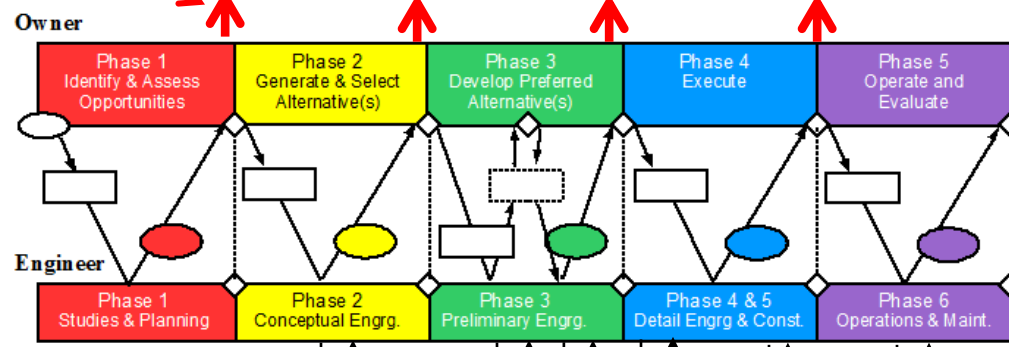 Owner
Phase 1
Identify & Assess
Opportunities
Phase 2
Generate & Select
Alternative(s)
Phase 3
Develop Preferred
Alternative(s)
Phase 4
Execute
Phase 5
Operate and
Evaluate
Engineer
Phase 1
Studies & Planning
Phase 2
Conceptual Engrg.
Phase 3
Preliminary Engrg.
Phase 4 & 5
Detail Engrg & Const.
Phase 6
Operations & Maint.